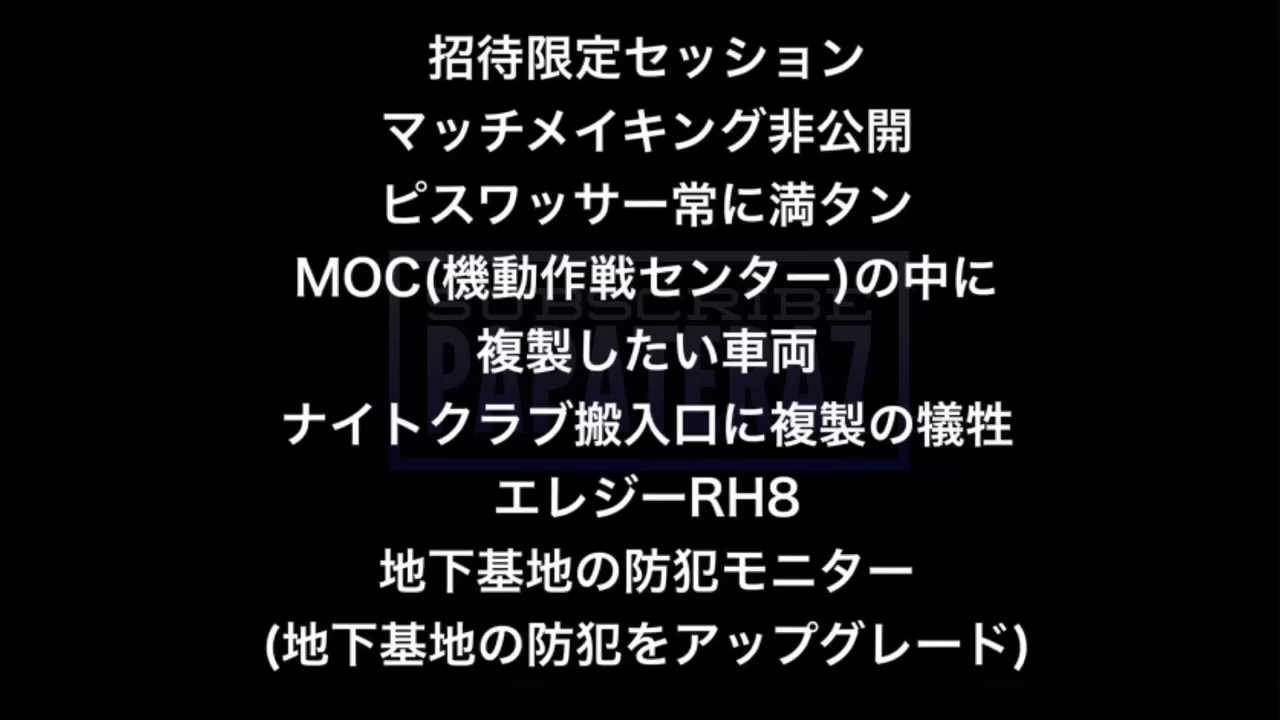 招待限定セッション
マッチメイキング非公開
ピスワッサー常に満タン
MOC(機動作戦センター)の中に
SUBSCRIBE
複製したい車両
PAPATERA7
ナイトクラブ搬入口に複製の犠牲
エレジーRH8
地下基地の防犯モニター
(地下基地の防犯をアップグレード)